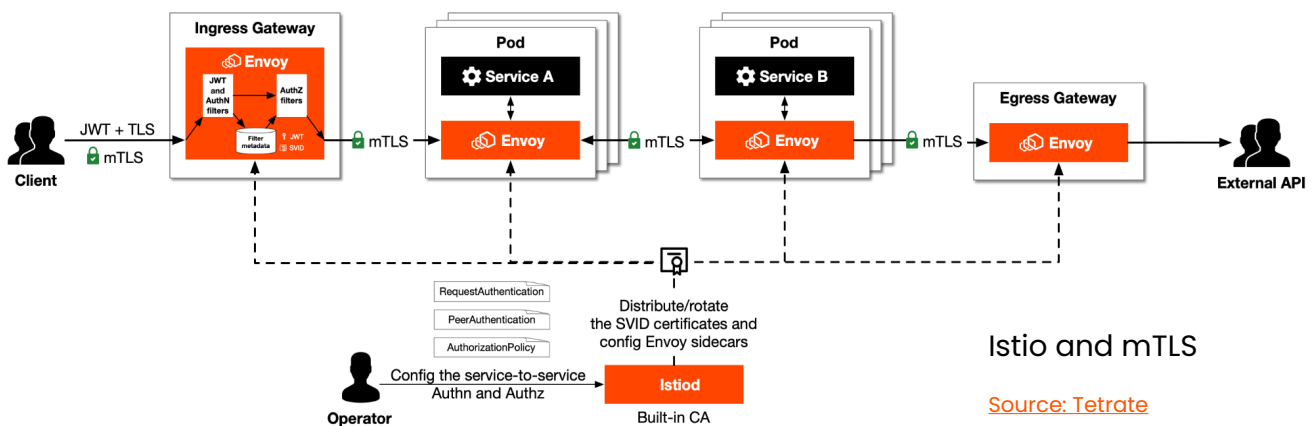 Ingress Gateway
Envoy
JWT
and
AuthN
filters
AuthZ
filters
Filter
metadata
JWT
SVID
Client
JWT + TLS
mTLS
mTLS
Pod
Service A
Envoy
mTLS
Pod
Service B
Envoy
mTLS
Egress Gateway
Envoy
External API
RequestAuthentication
PeerAuthentication
AuthorizationPolicy
Distribute/rotate
the SVID certificates and
config Envoy sidecars
Operator
Config the service-to-service
Authn and Authz
Istiod
Built-in CA
Istio and mTLS
Source: Tetrate